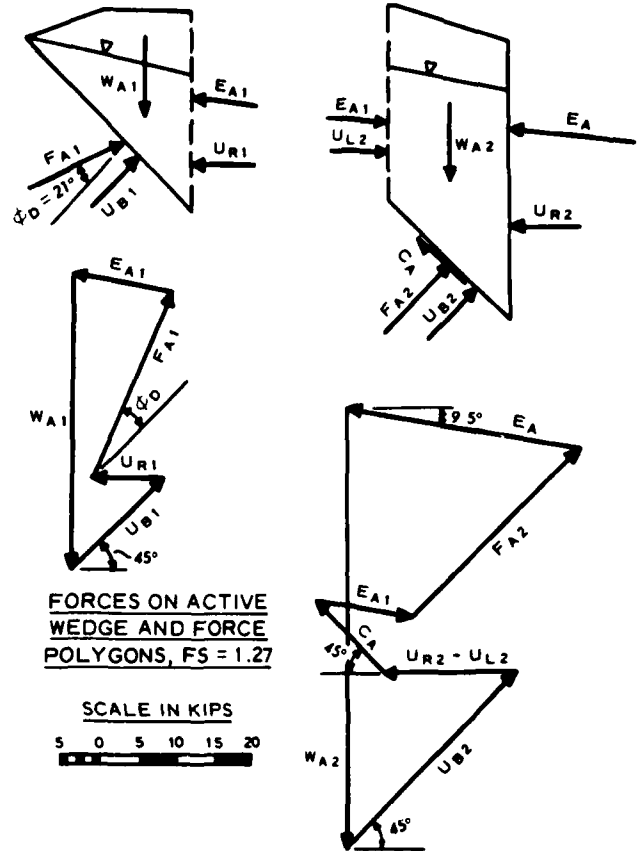 W A1
E A1
U R1
F A1
¢D = 21°
U B1
E A1
U L2
W A2
E A
U R2
C A
F A2
U B2
E A1
F A1
W A1
¢D
U R1
U B1
45°
9 5°
E A
F A2
E A1
C A
45°
U R2 - U L2
W A2
U B2
45°
FORCES ON ACTIVE
WEDGE AND FORCE
POLYGONS, FS = 1.27
SCALE IN KIPS
5 0 5 10 15 20